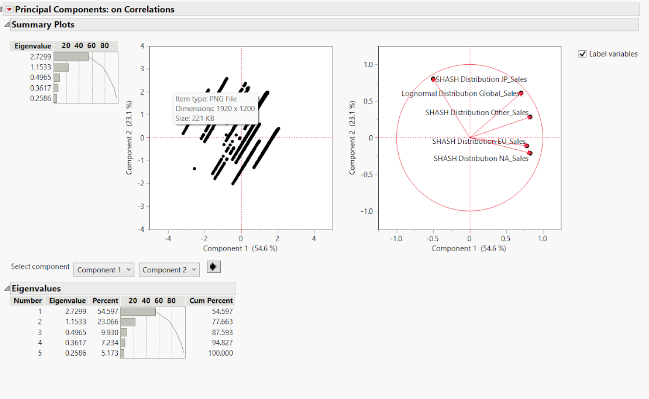 Principal Components: on Correlations
Summary Plots
Eigenvalue 20 40 60 80
2.7299
1.1533
0.4965
0.3617
0.2586
4
3
2
1
0
-1
-2
-3
-4
Component 2 (23.1 %)
-4 -2 0 2 4
Component 1 (54.6 %)
Item type: PNG File
Dimensions: 1920 x 1200
Size: 221 KB
1.0
0.5
0
-0.5
-1.0
Component 2 (23.1 %)
-1.0 -0.5 0 0.5 1.0
Component 1 (54.6 %)
SHASH Distribution JP_Sales
Lognormal Distribution Global_Sales
SHASH Distribution Other_Sales
SHASH Distribution EU_Sales
SHASH Distribution NA_Sales
Label variables
Select component Component 1 Component 2
Eigenvalues
Number Eigenvalue Percent 20 40 60 80 Cum Percent
1 2.7299 54.597 54.597
2 1.1533 23.066 77.663
3 0.4965 9.930 87.593
4 0.3617 7.234 94.827
5 0.2586 5.173 100.000